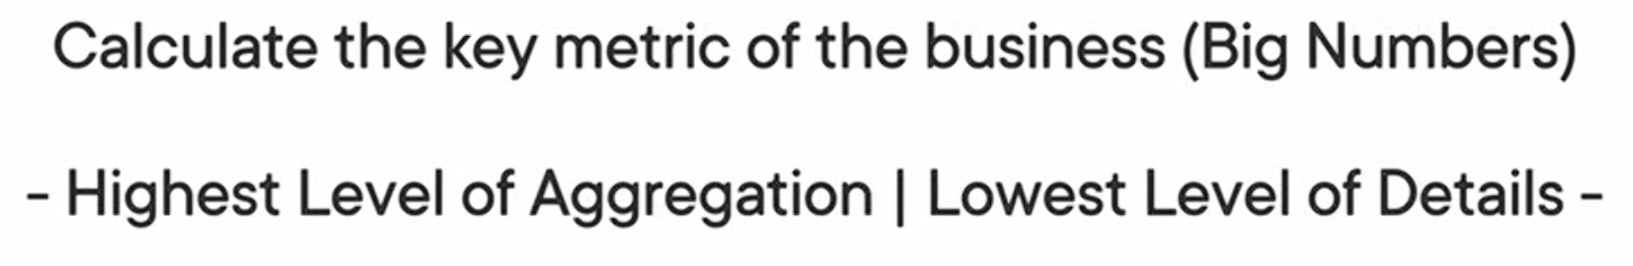 Calculate the key metric of the business (Big Numbers)
- Highest Level of Aggregation | Lowest Level of Details -